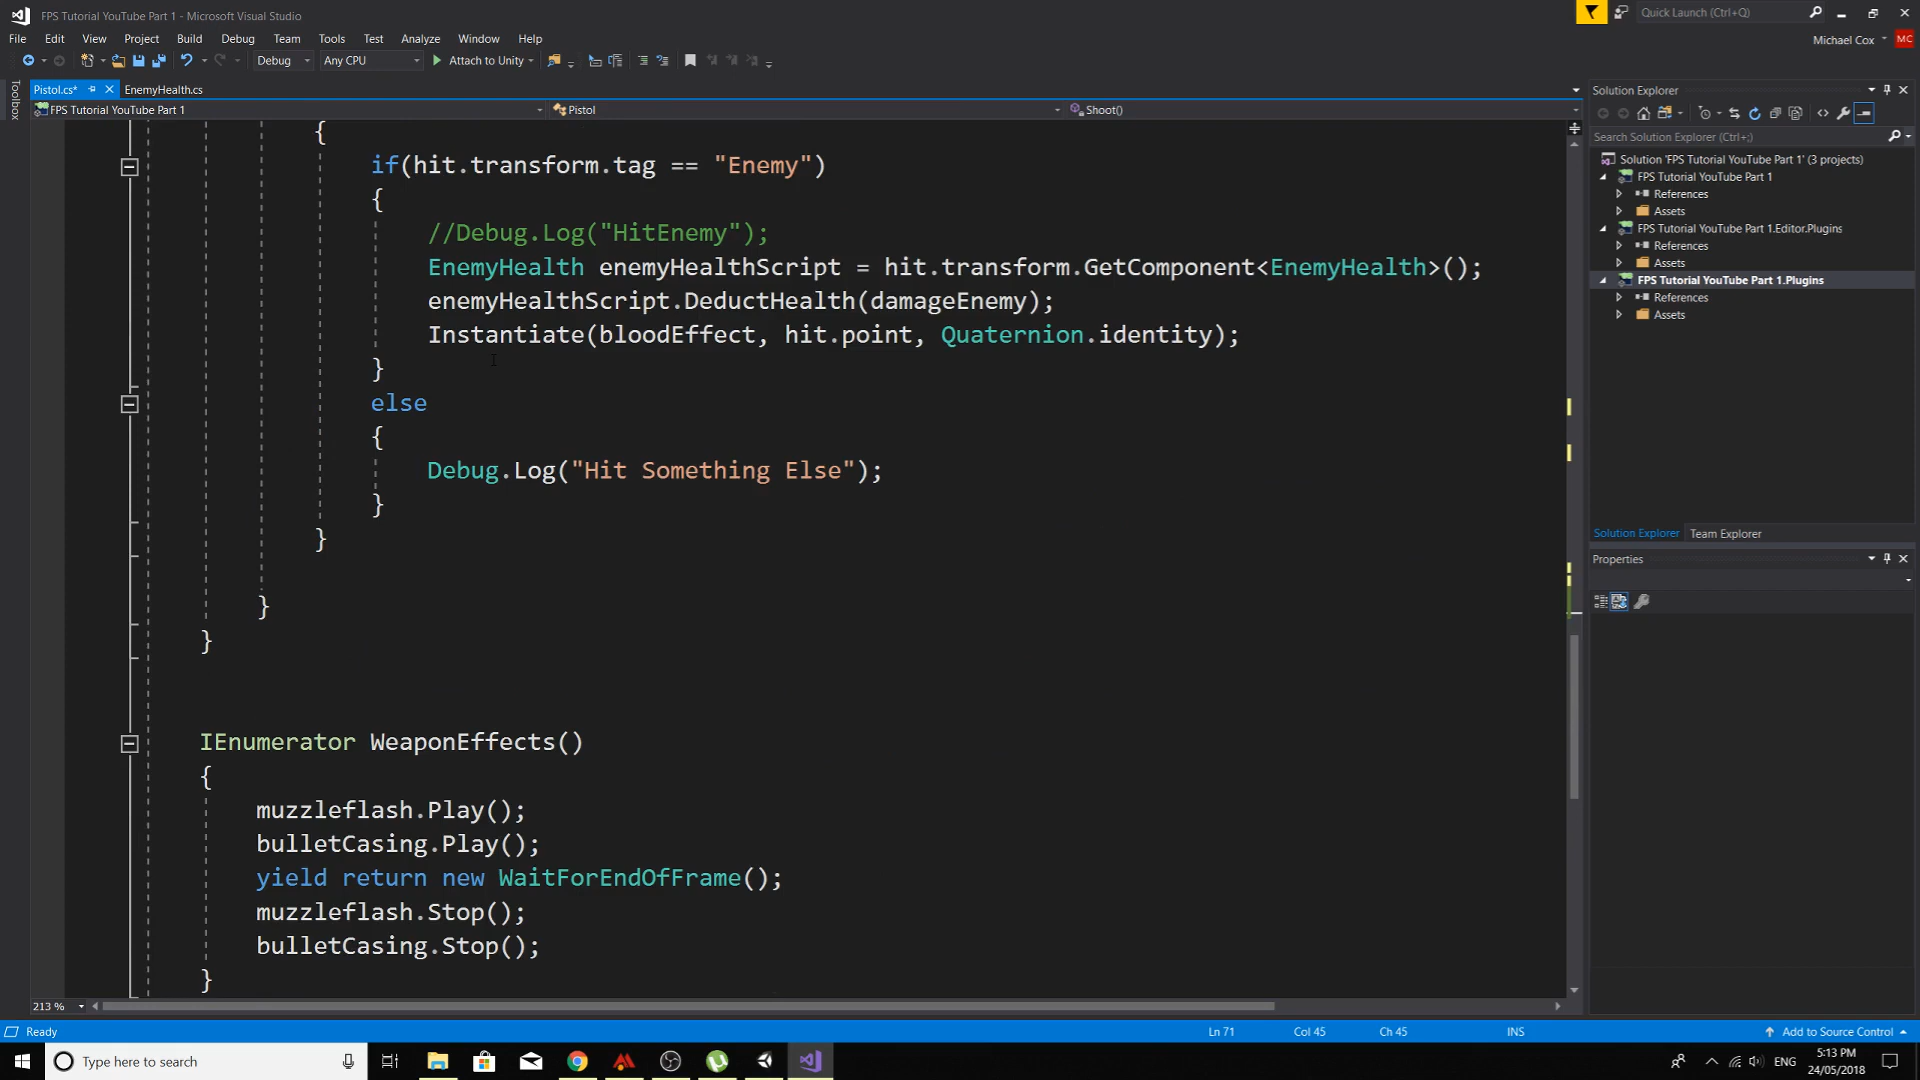 FPS Tutorial YouTube Part 1 - Microsoft Visual Studio
Quick Launch (Ctrl+Q)
File Edit View Project Build Debug Team Tools Test Analyze Window Help
Michael Cox MC
Debug Any CPU Attach to Unity
Toolbox
Pistol.cs* EnemyHealth.cs
FPS Tutorial YouTube Part 1 Pistol Shoot()
{
if(hit.transform.tag == "Enemy")
{
//Debug.Log("HitEnemy");
EnemyHealth enemyHealthScript = hit.transform.GetComponent<EnemyHealth>();
enemyHealthScript.DeductHealth(damageEnemy);
Instantiate(bloodEffect, hit.point, Quaternion.identity);
}
else
{
Debug.Log("Hit Something Else");
}
}
}
}
IEnumerator WeaponEffects()
{
muzzleflash.Play();
bulletCasing.Play();
yield return new WaitForEndOfFrame();
muzzleflash.Stop();
bulletCasing.Stop();
}
213 %
Solution Explorer
Search Solution Explorer (Ctrl+;)
Solution 'FPS Tutorial YouTube Part 1' (3 projects)
FPS Tutorial YouTube Part 1
References
Assets
FPS Tutorial YouTube Part 1.Editor.Plugins
References
Assets
FPS Tutorial YouTube Part 1.Plugins
References
Assets
Solution Explorer Team Explorer
Properties
Ready Ln 71 Col 45 Ch 45 INS Add to Source Control
Type here to search
ENG
5:13 PM
24/05/2018